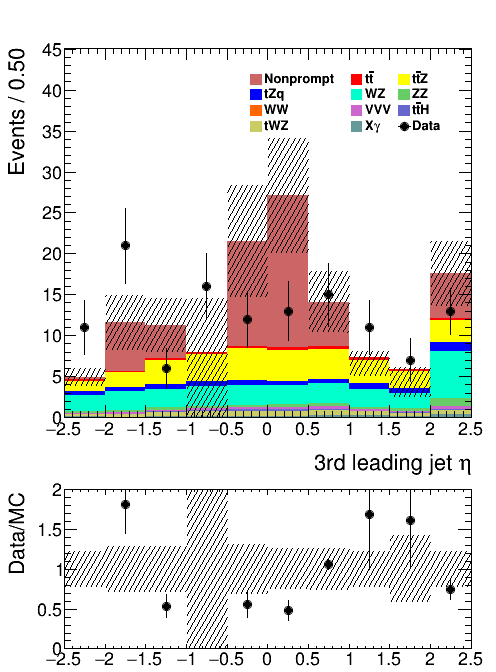 Events / 0.50
45
40
35
30
25
20
15
10
5
0
Nonprompt tt̄ tt̄Z
tZq WZ ZZ
WW VVV tt̄H
tWZ Xγ Data
−2.5 −2 −1.5 −1 −0.5 0 0.5 1 1.5 2 2.5
3rd leading jet η
Data/MC
2
1.5
1
0.5
0
−2.5 −2 −1.5 −1 −0.5 0 0.5 1 1.5 2 2.5